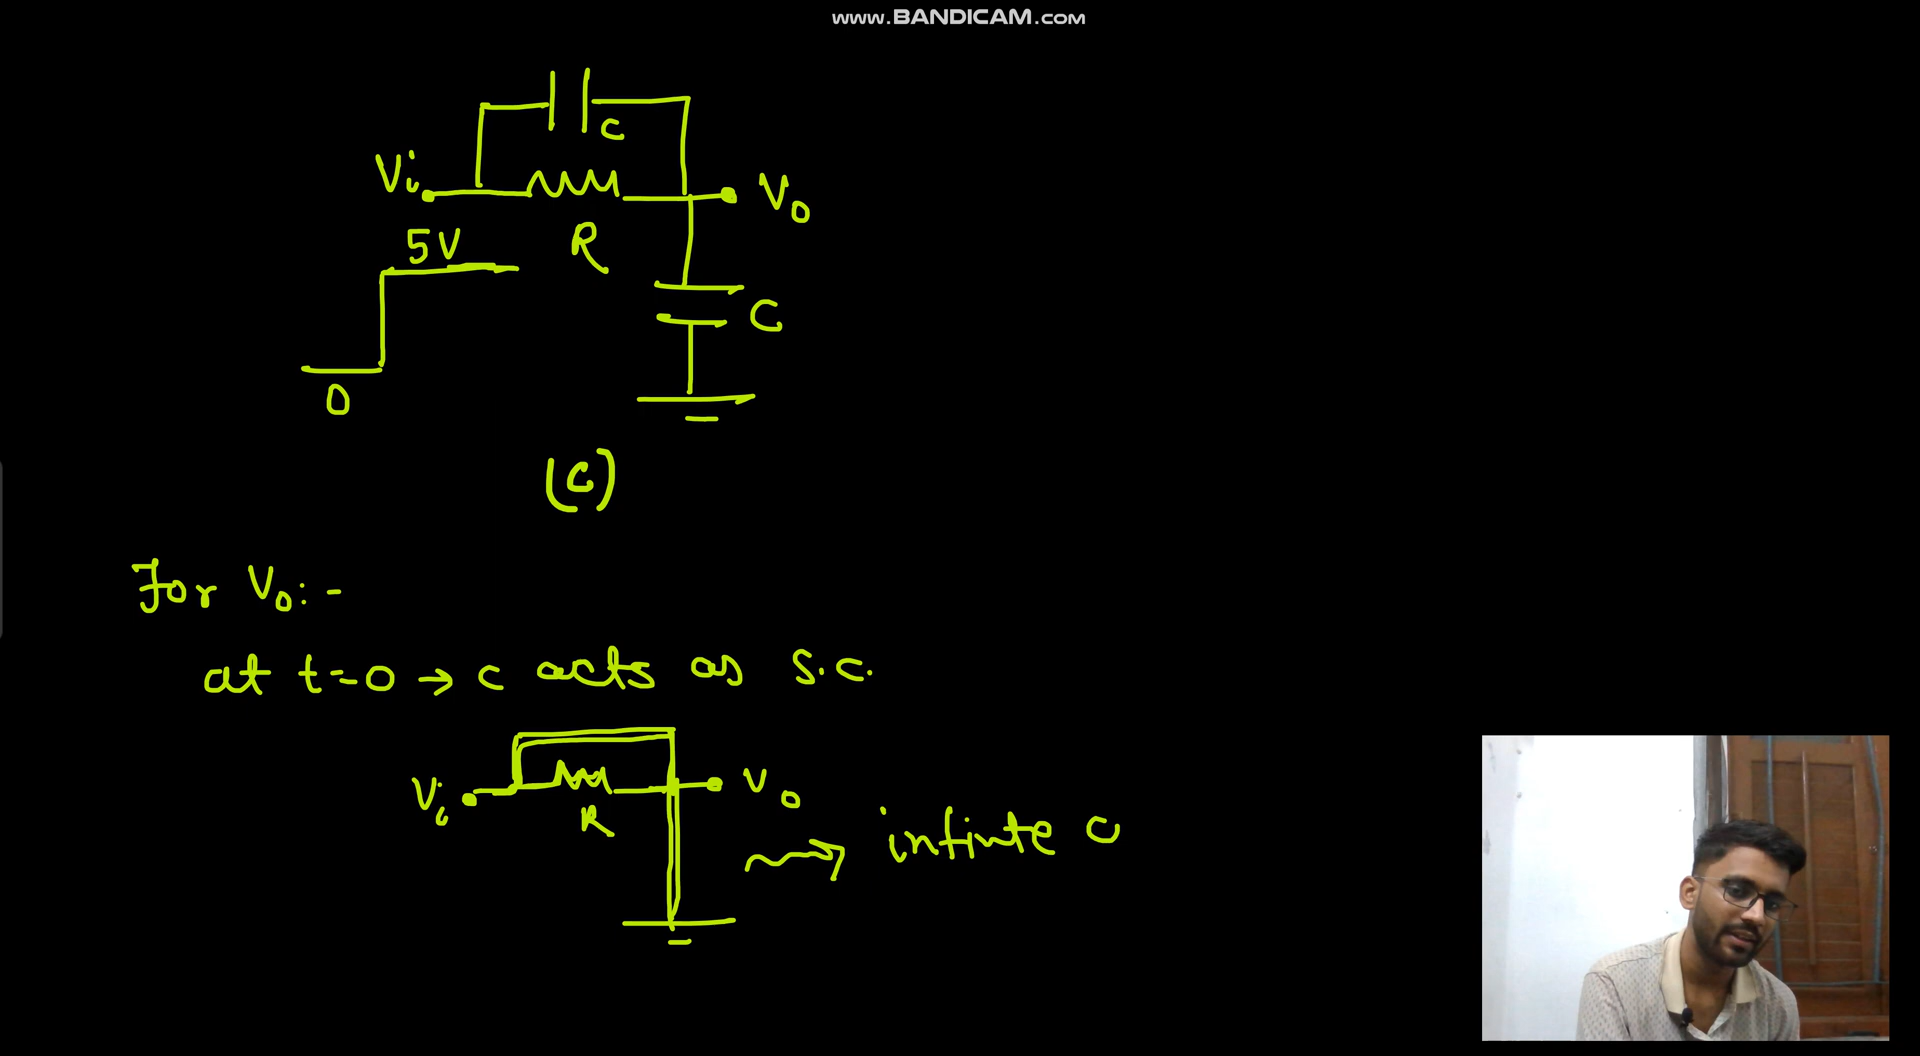 www.BANDICAM.com
C
Vi
Vo
5V
R
C
0
(C)
For Vo:-
at t=0 → c acts as s.c.
Vi
R
Vo
infinte c